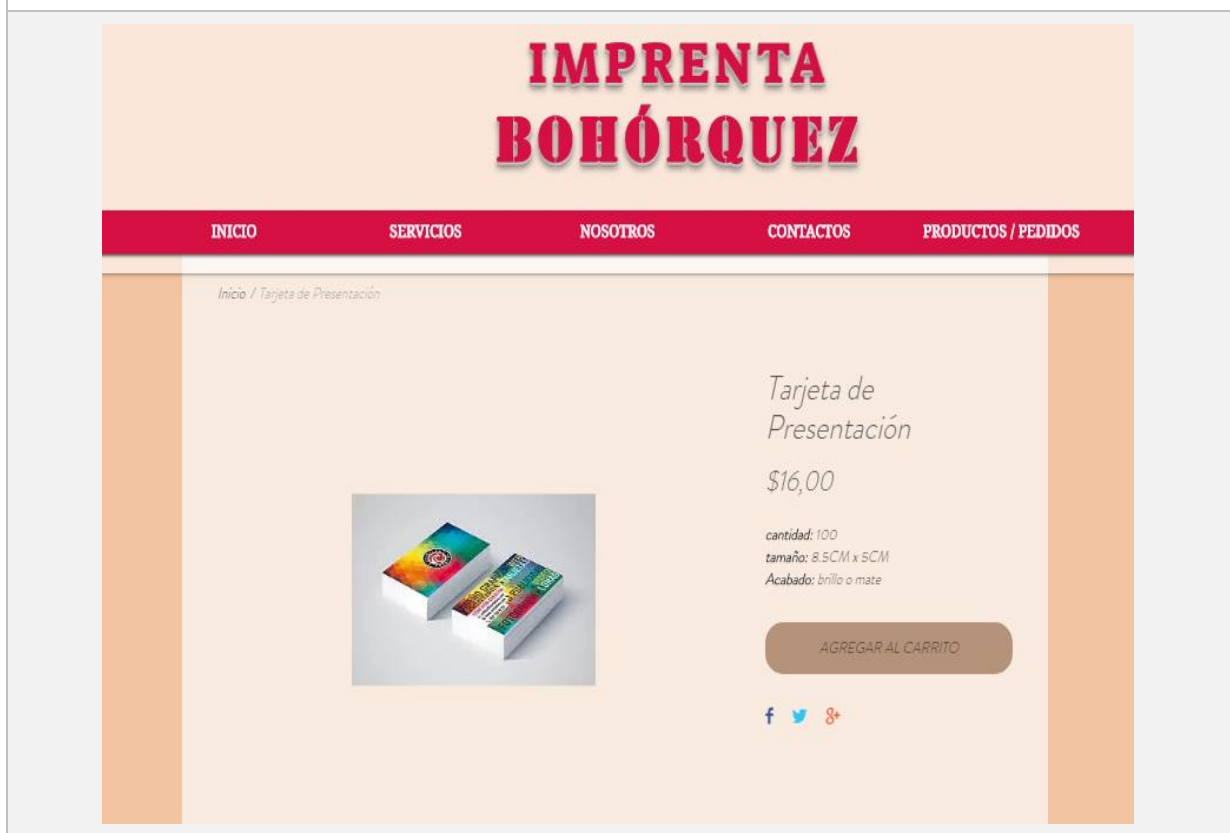 IMPRENTA
BOHÓRQUEZ
INICIO SERVICIOS NOSOTROS CONTACTOS PRODUCTOS / PEDIDOS
Inicio / Tarjeta de Presentación
Tarjeta de
Presentación
$16,00
cantidad: 100
tamaño: 8.5CM x 5CM
Acabado: brillo o mate
AGREGAR AL CARRITO